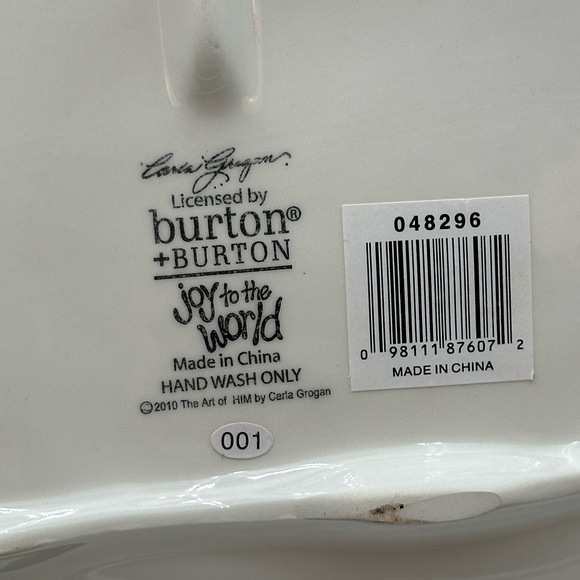 Carla Grogan
Licensed by
burton®
+BURTON
joy to the
world
Made in China
HAND WASH ONLY
©2010 The Art of HIM by Carla Grogan
001
048296
0 98111 87607 2
MADE IN CHINA